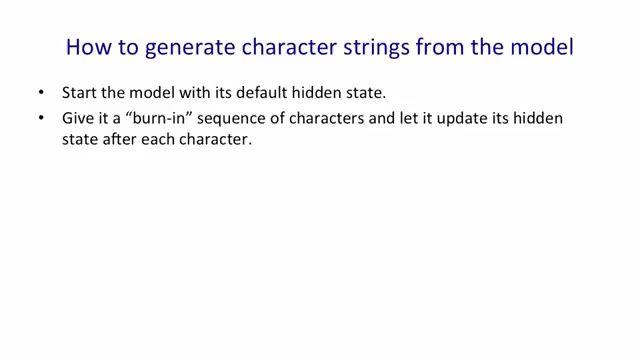 How to generate character strings from the model
• Start the model with its default hidden state.
• Give it a “burn-in” sequence of characters and let it update its hidden
state after each character.